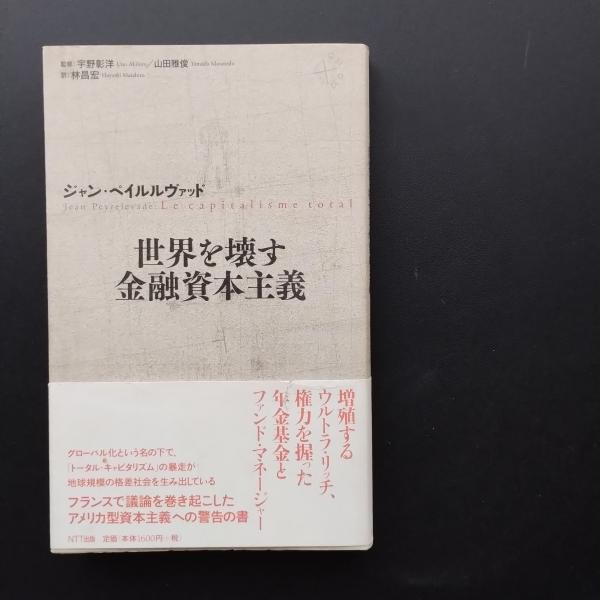 監修:宇野彰洋 Uno Akihiro/山田雅俊 Yamada Masatoshi
訳:林昌宏 Hayashi Masahiro
ジャン・ペイルルヴァッド
Jean Peyrelevade: Le capitalisme total
世界を壊す
金融資本主義
増殖する
ウルトラ・リッチ、
権力を握った
年金基金と
ファンド・マネージャー
グローバル化という名の下で、
「トータル・キャピタリズム」の暴走が
地球規模の格差社会を生み出している
フランスで議論を巻き起こした
アメリカ型資本主義への警告の書
NTT出版 定価(本体1600円+税)